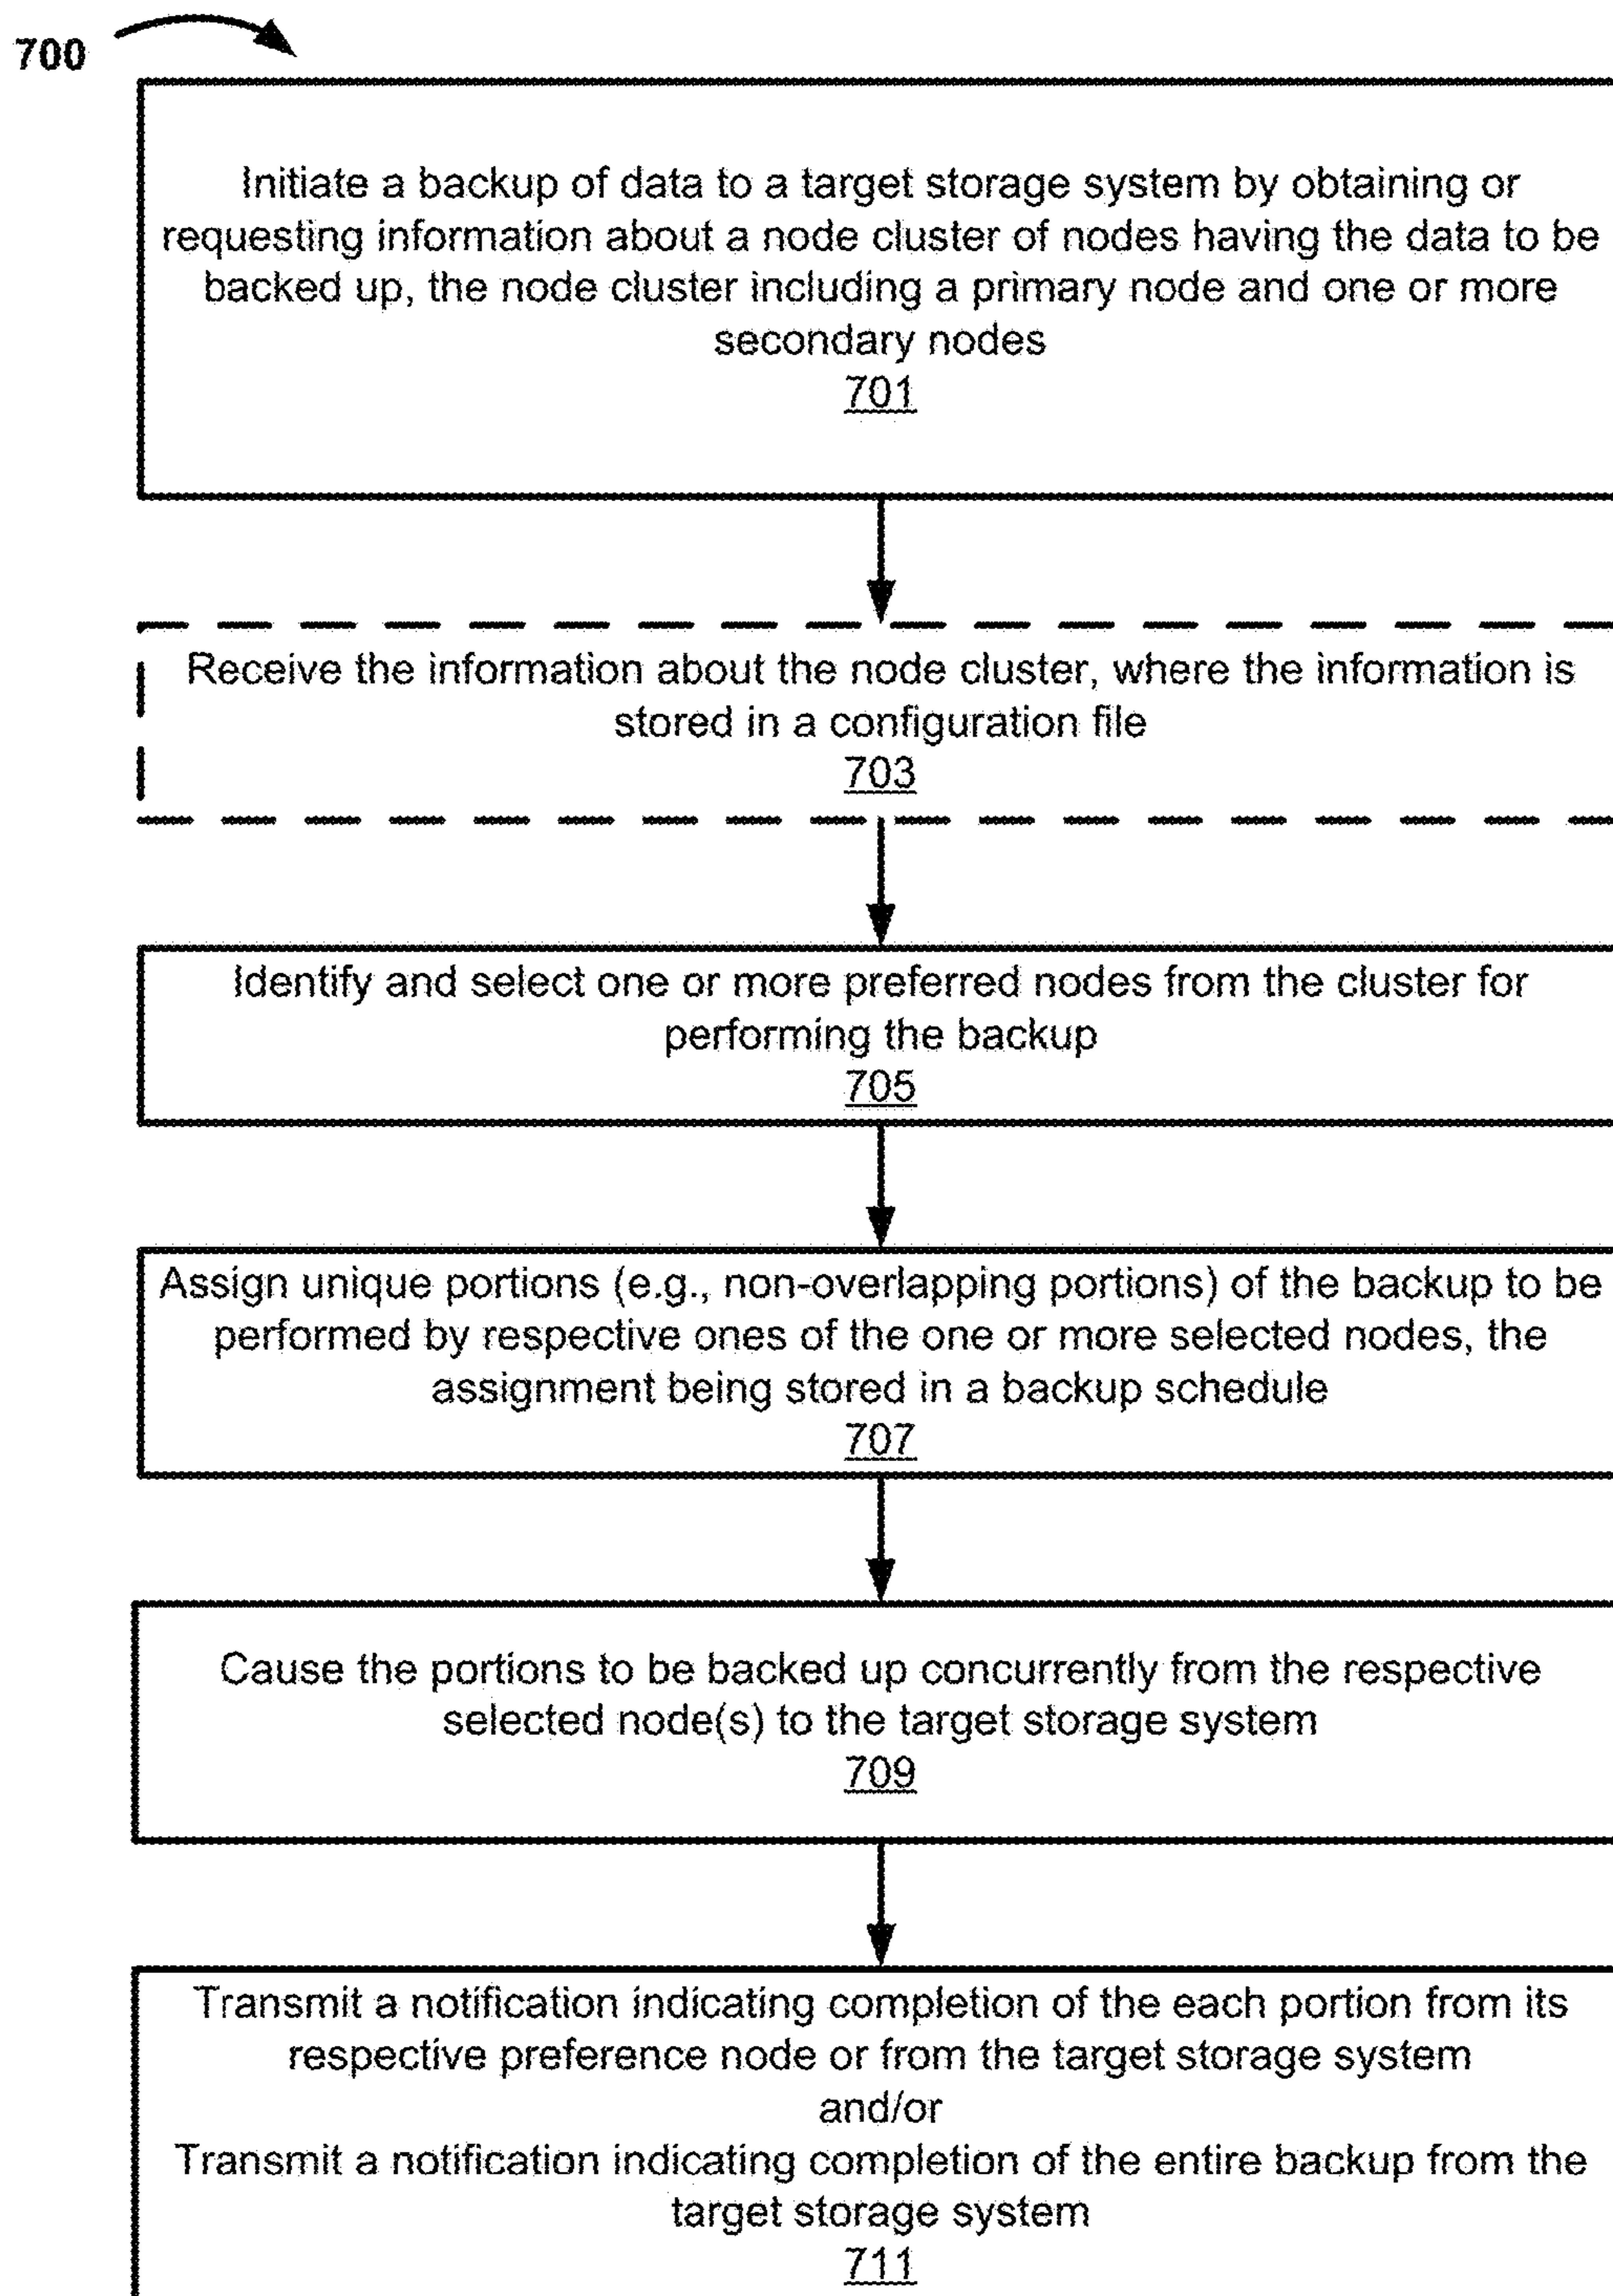 700
Initiate a backup of data to a target storage system by obtaining or
requesting information about a node cluster of nodes having the data to be
backed up, the node cluster including a primary node and one or more
secondary nodes
701
Receive the information about the node cluster, where the information is
stored in a configuration file
703
Identify and select one or more preferred nodes from the cluster for
performing the backup
705
Assign unique portions (e.g., non-overlapping portions) of the backup to be
performed by respective ones of the one or more selected nodes, the
assignment being stored in a backup schedule
707
Cause the portions to be backed up concurrently from the respective
selected node(s) to the target storage system
709
Transmit a notification indicating completion of the each portion from its
respective preference node or from the target storage system
and/or
Transmit a notification indicating completion of the entire backup from the
target storage system
711